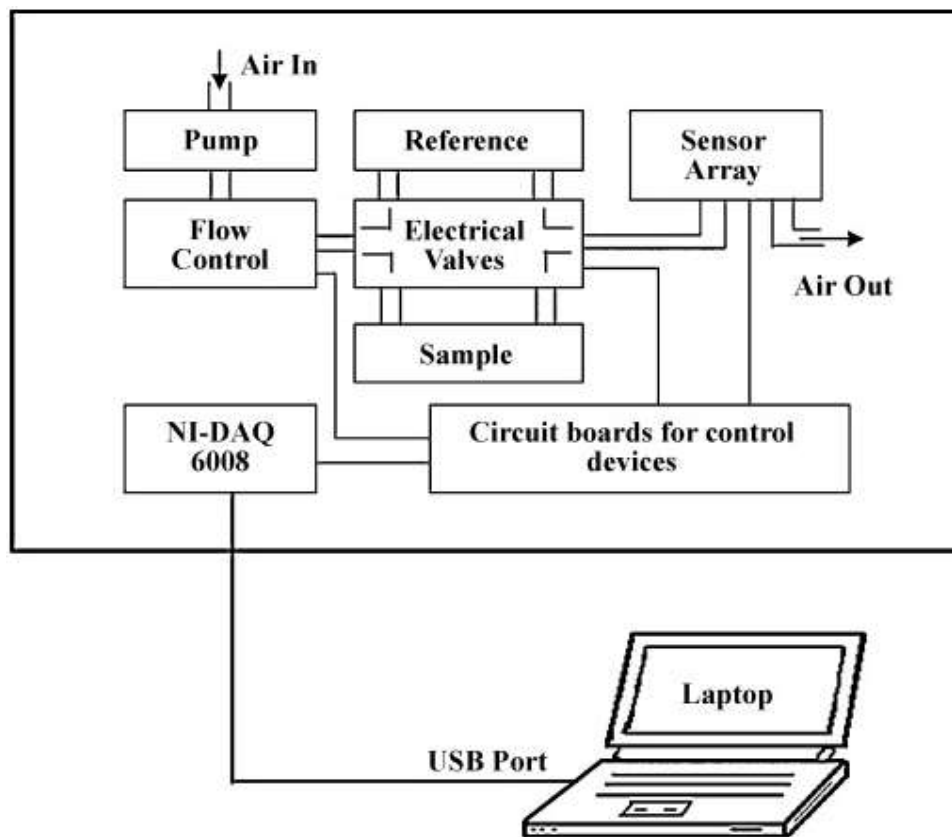 Air In
Pump
Reference
Sensor
Array
Flow
Control
Electrical
Valves
Air Out
Sample
NI-DAQ
6008
Circuit boards for control
devices
Laptop
USB Port